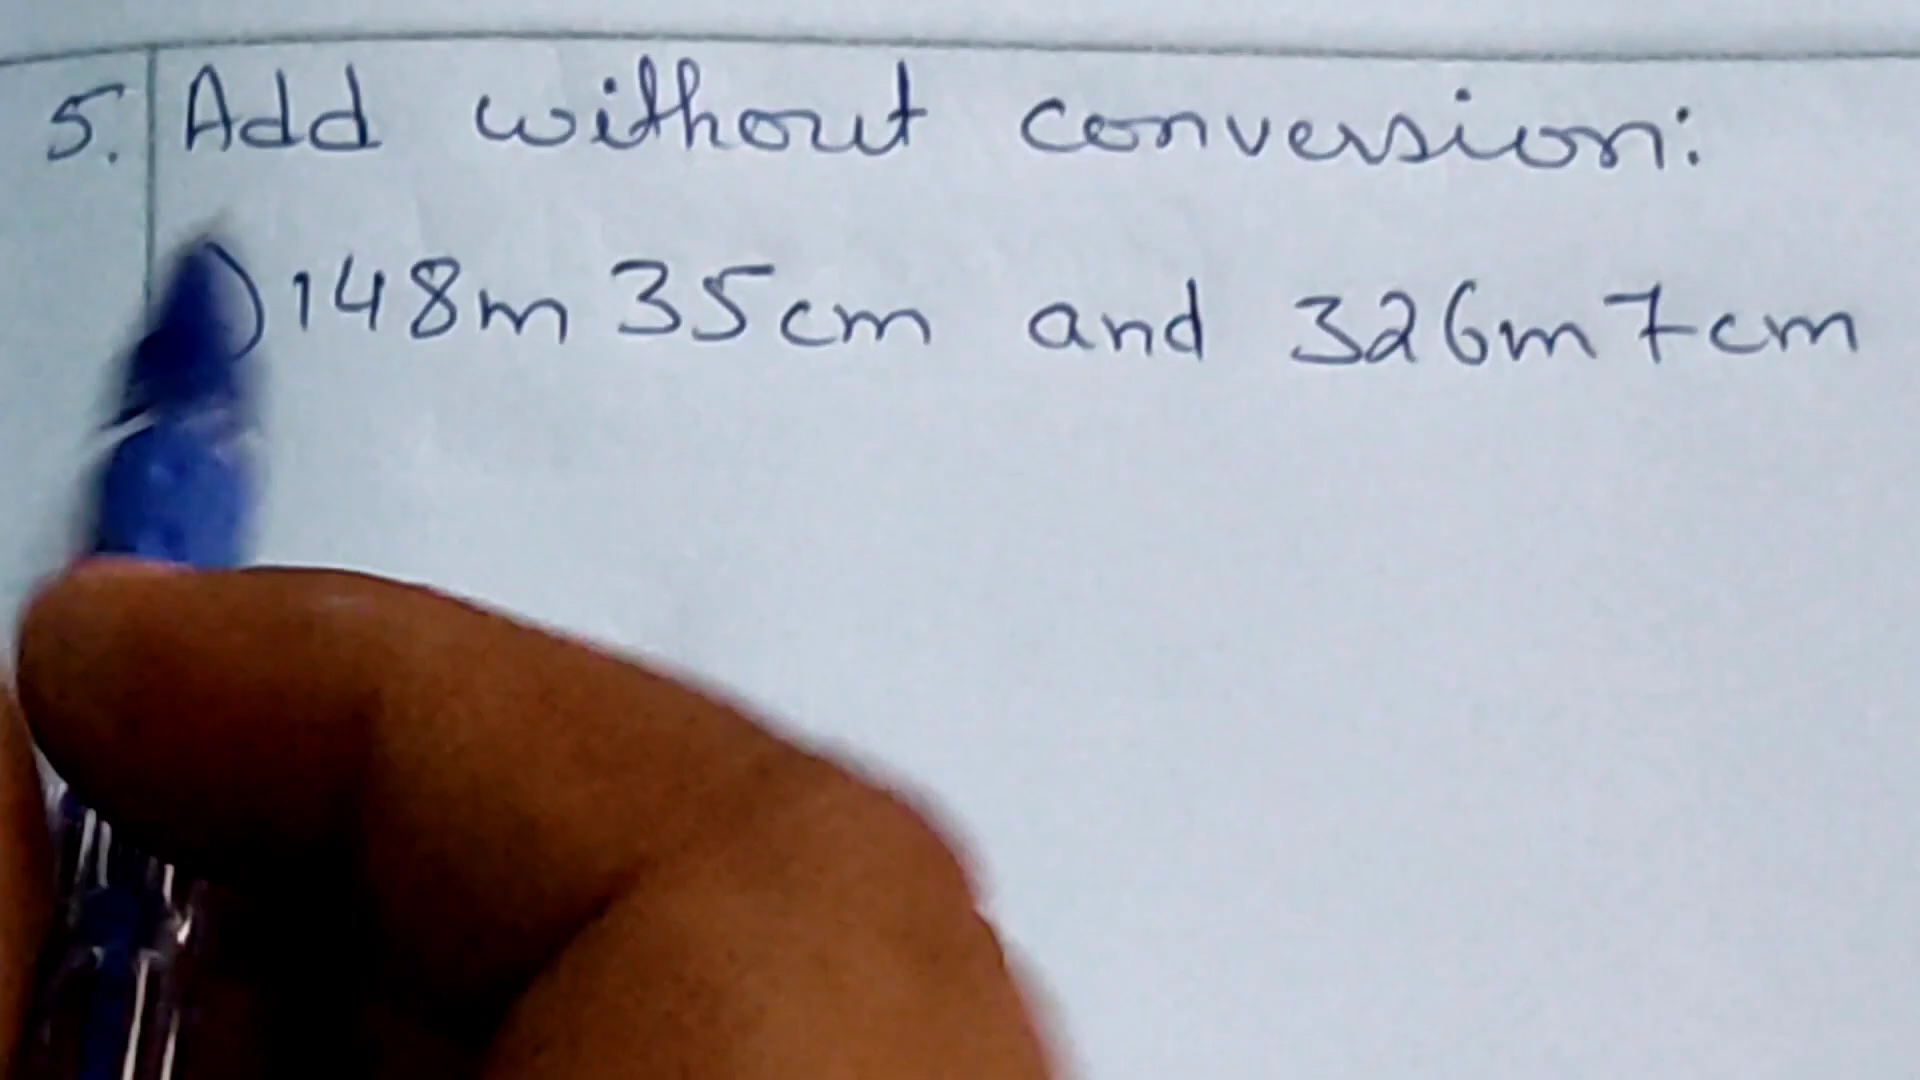 5. Add without conversion:
) 148m 35cm and 326m 7cm